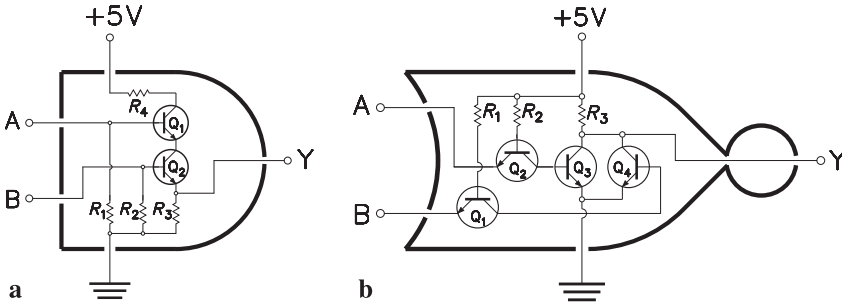 +5V
R4
A
Q1
Q2
B
Y
R1 R2 R3
a
+5V
A
R1 R2 R3
Q2 Q3 Q4
B
Q1
Y
b